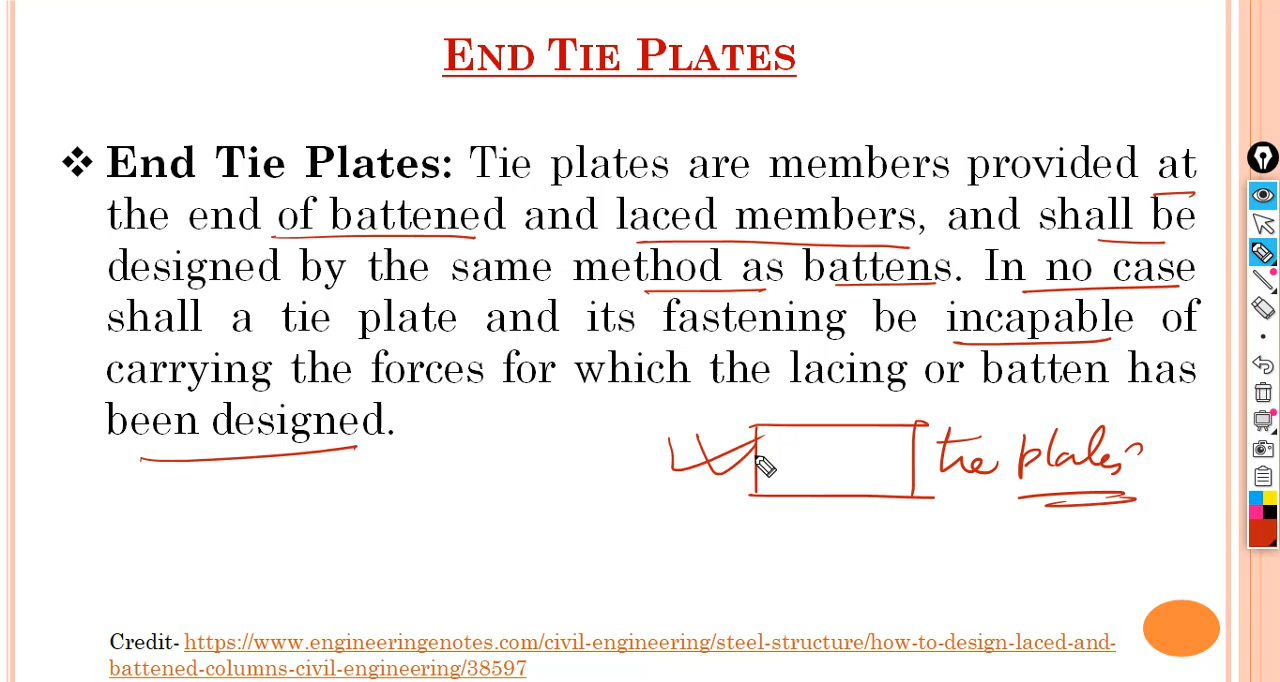 END TIE PLATES
❖ End Tie Plates: Tie plates are members provided at
the end of battened and laced members, and shall be
designed by the same method as battens. In no case
shall a tie plate and its fastening be incapable of
carrying the forces for which the lacing or batten has
been designed.
tie plates
Credit- https://www.engineeringenotes.com/civil-engineering/steel-structure/how-to-design-laced-and-
battened-columns-civil-engineering/38597